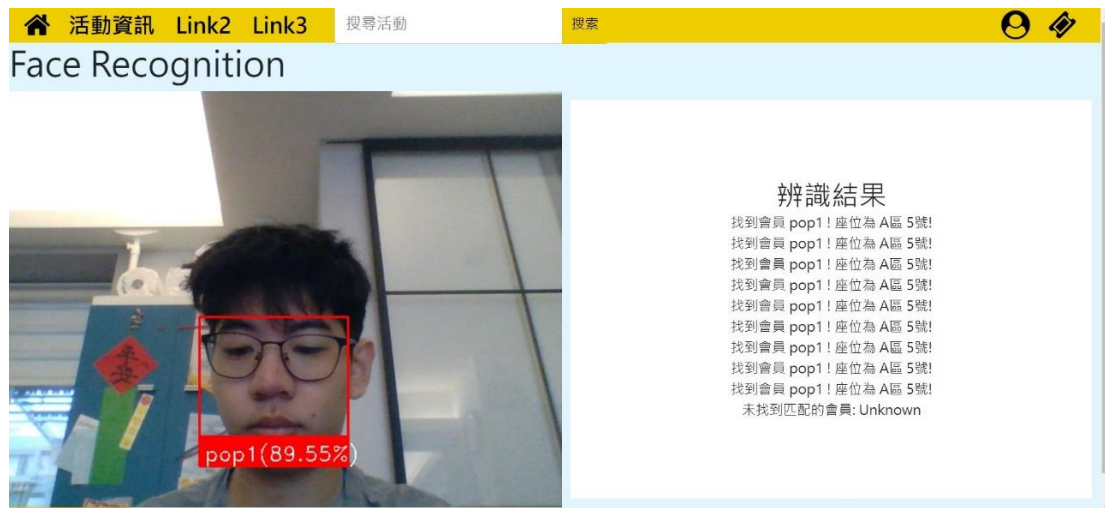 活動資訊 Link2 Link3 搜尋活動 搜索
Face Recognition
平安
pop1(89.55%)
辨識結果
找到會員 pop1 ! 座位為 A區 5號!
找到會員 pop1 ! 座位為 A區 5號!
找到會員 pop1 ! 座位為 A區 5號!
找到會員 pop1 ! 座位為 A區 5號!
找到會員 pop1 ! 座位為 A區 5號!
找到會員 pop1 ! 座位為 A區 5號!
找到會員 pop1 ! 座位為 A區 5號!
找到會員 pop1 ! 座位為 A區 5號!
找到會員 pop1 ! 座位為 A區 5號!
未找到匹配的會員: Unknown